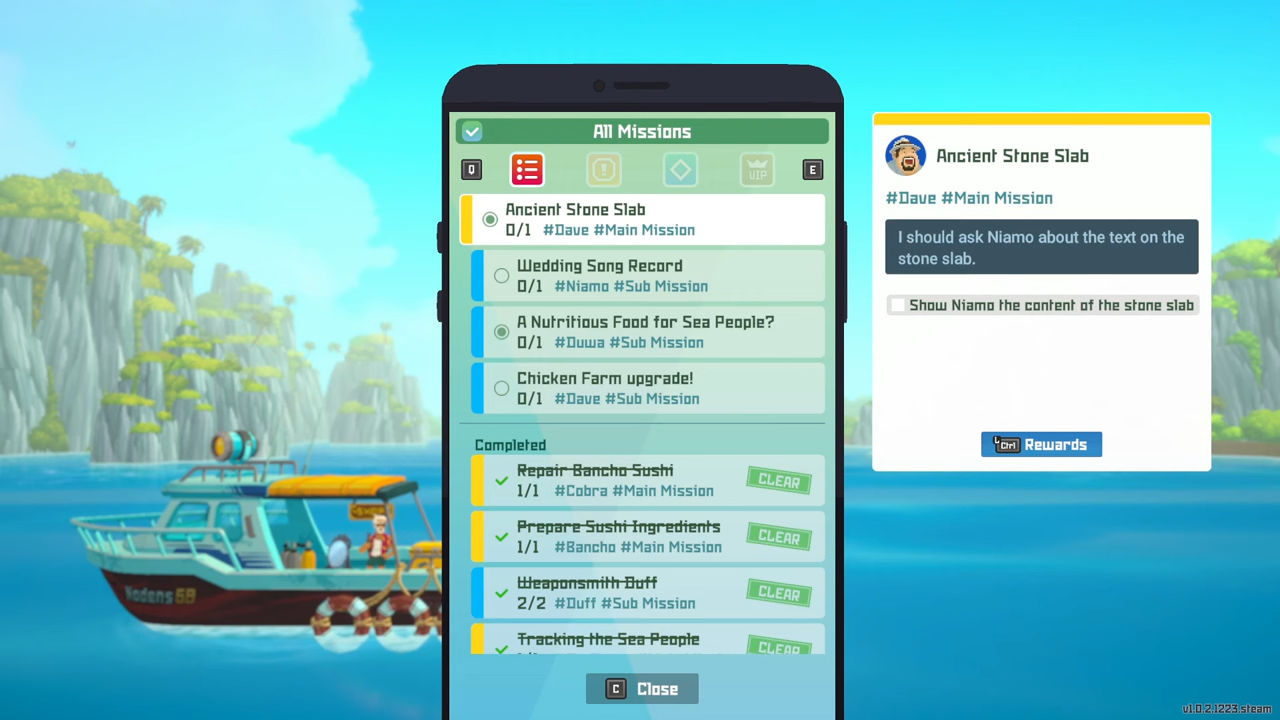 All Missions
Q
VIP
E
Ancient Stone Slab
0/1 #Dave #Main Mission
Wedding Song Record
0/1 #Niamo #Sub Mission
A Nutritious Food for Sea People?
0/1 #Duwa #Sub Mission
Chicken Farm upgrade!
0/1 #Dave #Sub Mission
Completed
Repair Bancho Sushi
1/1 #Cobra #Main Mission
CLEAR
Prepare Sushi Ingredients
1/1 #Bancho #Main Mission
CLEAR
Weaponsmith Duff
2/2 #Duff #Sub Mission
CLEAR
Tracking the Sea People
CLEAR
C Close
Ancient Stone Slab
#Dave #Main Mission
I should ask Niamo about the text on the
stone slab.
Show Niamo the content of the stone slab
L Ctrl Rewards
Nodens 68
v1.0.2.1223.steam